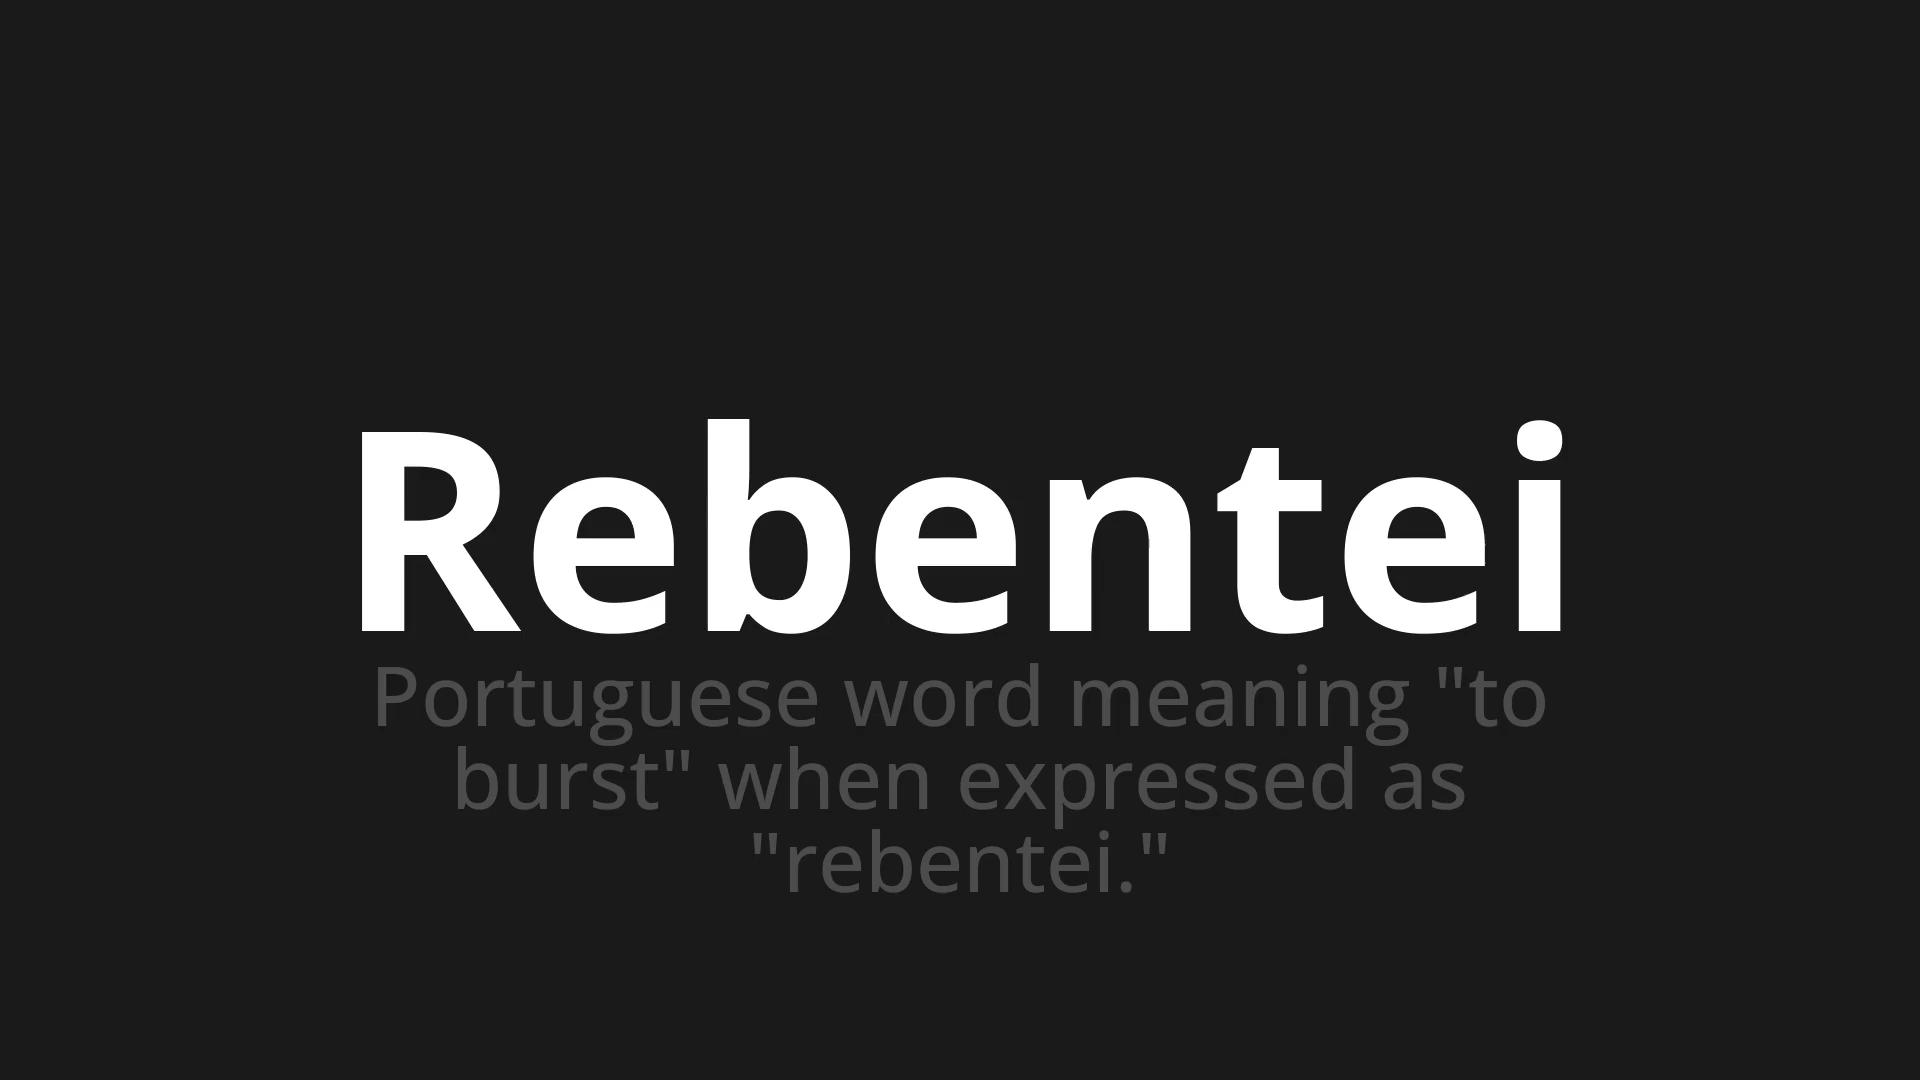 Rebentei
Portuguese word meaning "to
burst" when expressed as
"rebentei."